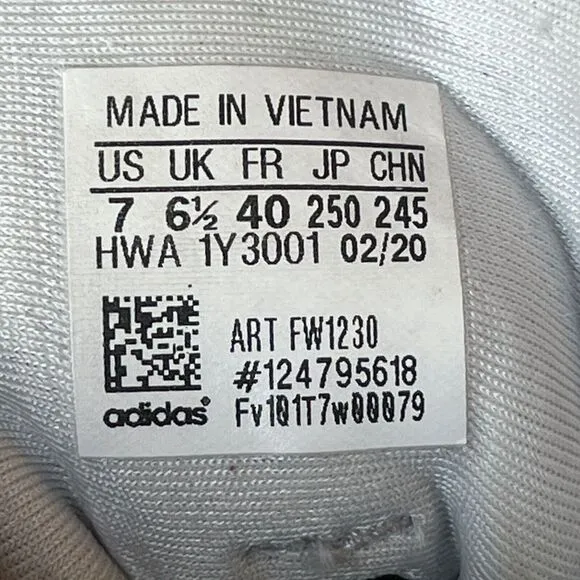 MADE IN VIETNAM
US UK FR JP CHN
7 6½ 40 250 245
HWA 1Y3001 02/20
ART FW1230
#124795618
adidas® Fv101T7w00079